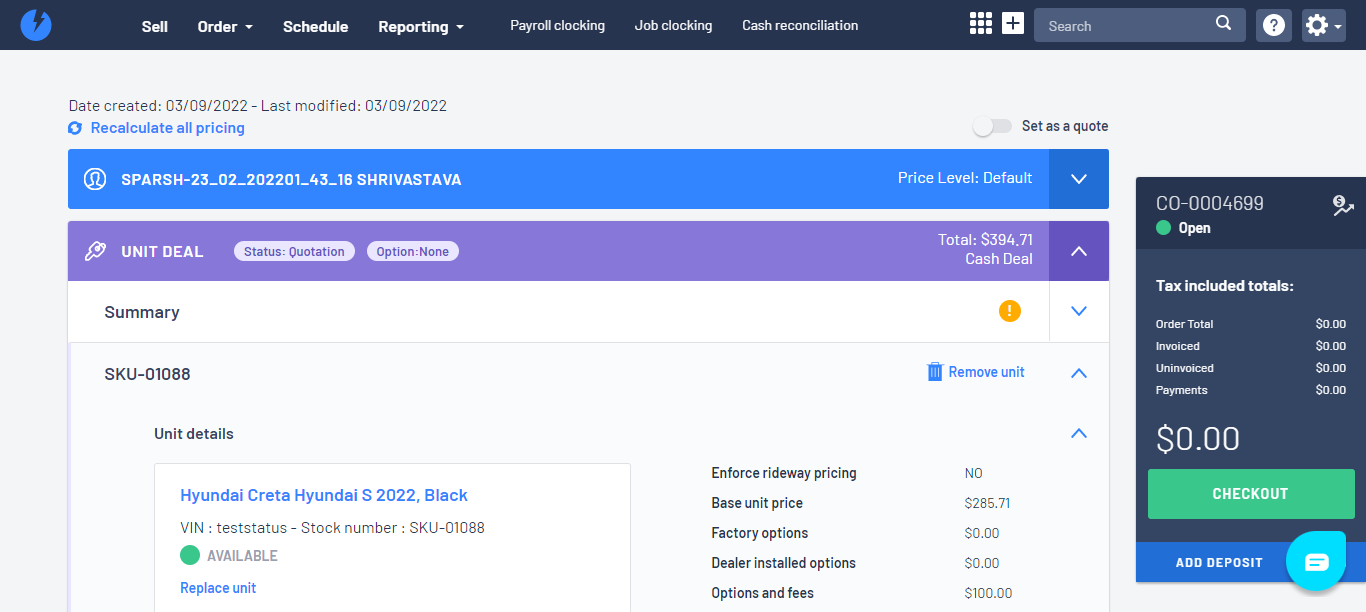 Sell
Order
Schedule
Reporting
Payroll clocking
Job clocking
Cash reconciliation
Search
Date created: 03/09/2022 - Last modified: 03/09/2022
Recalculate all pricing
Set as a quote
SPARSH-23_02_202201_43_16 SHRIVASTAVA
Price Level: Default
UNIT DEAL
Status: Quotation
Option:None
Total: $394.71
Cash Deal
Summary
SKU-01088
Remove unit
Unit details
Hyundai Creta Hyundai S 2022, Black
VIN : teststatus - Stock number : SKU-01088
AVAILABLE
Replace unit
Enforce rideway pricing NO
Base unit price $285.71
Factory options $0.00
Dealer installed options $0.00
Options and fees $100.00
CO-0004699
Open
Tax included totals:
Order Total $0.00
Invoiced $0.00
Uninvoiced $0.00
Payments $0.00
$0.00
CHECKOUT
ADD DEPOSIT